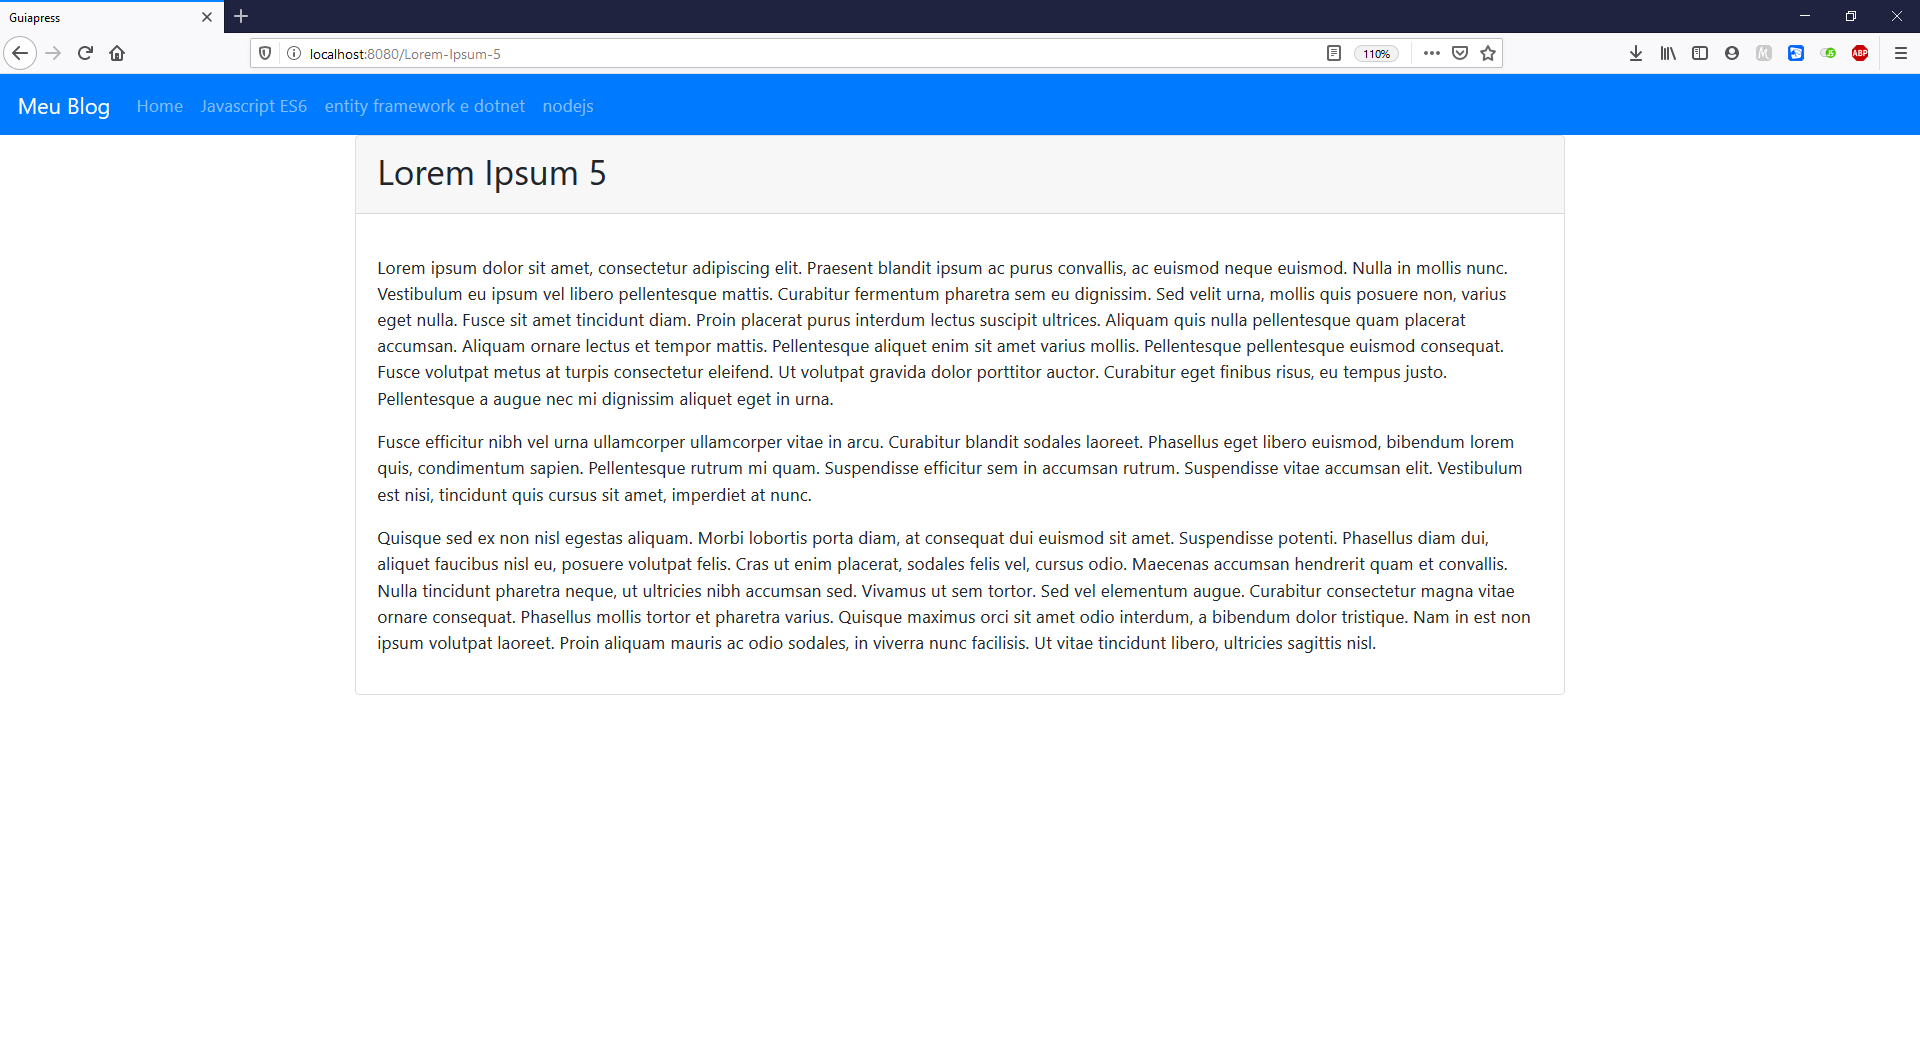 Guiapress
localhost:8080/Lorem-Ipsum-5
110%
ABP
Meu Blog Home Javascript ES6 entity framework e dotnet nodejs
Lorem Ipsum 5
Lorem ipsum dolor sit amet, consectetur adipiscing elit. Praesent blandit ipsum ac purus convallis, ac euismod neque euismod. Nulla in mollis nunc.
Vestibulum eu ipsum vel libero pellentesque mattis. Curabitur fermentum pharetra sem eu dignissim. Sed velit urna, mollis quis posuere non, varius
eget nulla. Fusce sit amet tincidunt diam. Proin placerat purus interdum lectus suscipit ultrices. Aliquam quis nulla pellentesque quam placerat
accumsan. Aliquam ornare lectus et tempor mattis. Pellentesque aliquet enim sit amet varius mollis. Pellentesque pellentesque euismod consequat.
Fusce volutpat metus at turpis consectetur eleifend. Ut volutpat gravida dolor porttitor auctor. Curabitur eget finibus risus, eu tempus justo.
Pellentesque a augue nec mi dignissim aliquet eget in urna.
Fusce efficitur nibh vel urna ullamcorper ullamcorper vitae in arcu. Curabitur blandit sodales laoreet. Phasellus eget libero euismod, bibendum lorem
quis, condimentum sapien. Pellentesque rutrum mi quam. Suspendisse efficitur sem in accumsan rutrum. Suspendisse vitae accumsan elit. Vestibulum
est nisi, tincidunt quis cursus sit amet, imperdiet at nunc.
Quisque sed ex non nisl egestas aliquam. Morbi lobortis porta diam, at consequat dui euismod sit amet. Suspendisse potenti. Phasellus diam dui,
aliquet faucibus nisl eu, posuere volutpat felis. Cras ut enim placerat, sodales felis vel, cursus odio. Maecenas accumsan hendrerit quam et convallis.
Nulla tincidunt pharetra neque, ut ultricies nibh accumsan sed. Vivamus ut sem tortor. Sed vel elementum augue. Curabitur consectetur magna vitae
ornare consequat. Phasellus mollis tortor et pharetra varius. Quisque maximus orci sit amet odio interdum, a bibendum dolor tristique. Nam in est non
ipsum volutpat laoreet. Proin aliquam mauris ac odio sodales, in viverra nunc facilisis. Ut vitae tincidunt libero, ultricies sagittis nisl.